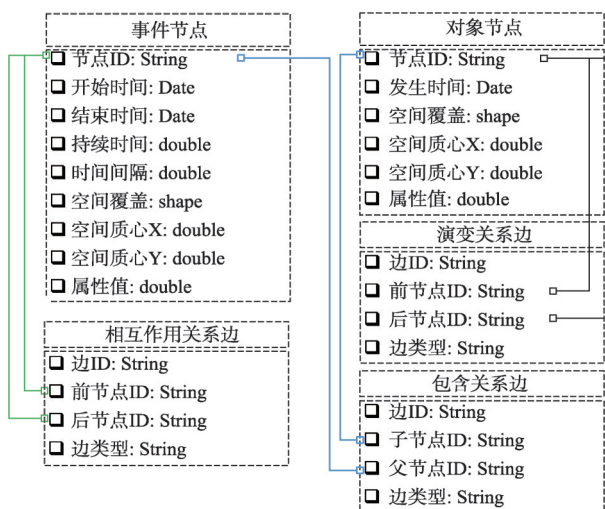 事件节点
节点ID: String
开始时间: Date
结束时间: Date
持续时间: double
时间间隔: double
空间覆盖: shape
空间质心X: double
空间质心Y: double
属性值: double
相互作用关系边
边ID: String
前节点ID: String
后节点ID: String
边类型: String
对象节点
节点ID: String
发生时间: Date
空间覆盖: shape
空间质心X: double
空间质心Y: double
属性值: double
演变关系边
边ID: String
前节点ID: String
后节点ID: String
边类型: String
包含关系边
边ID: String
子节点ID: String
父节点ID: String
边类型: String